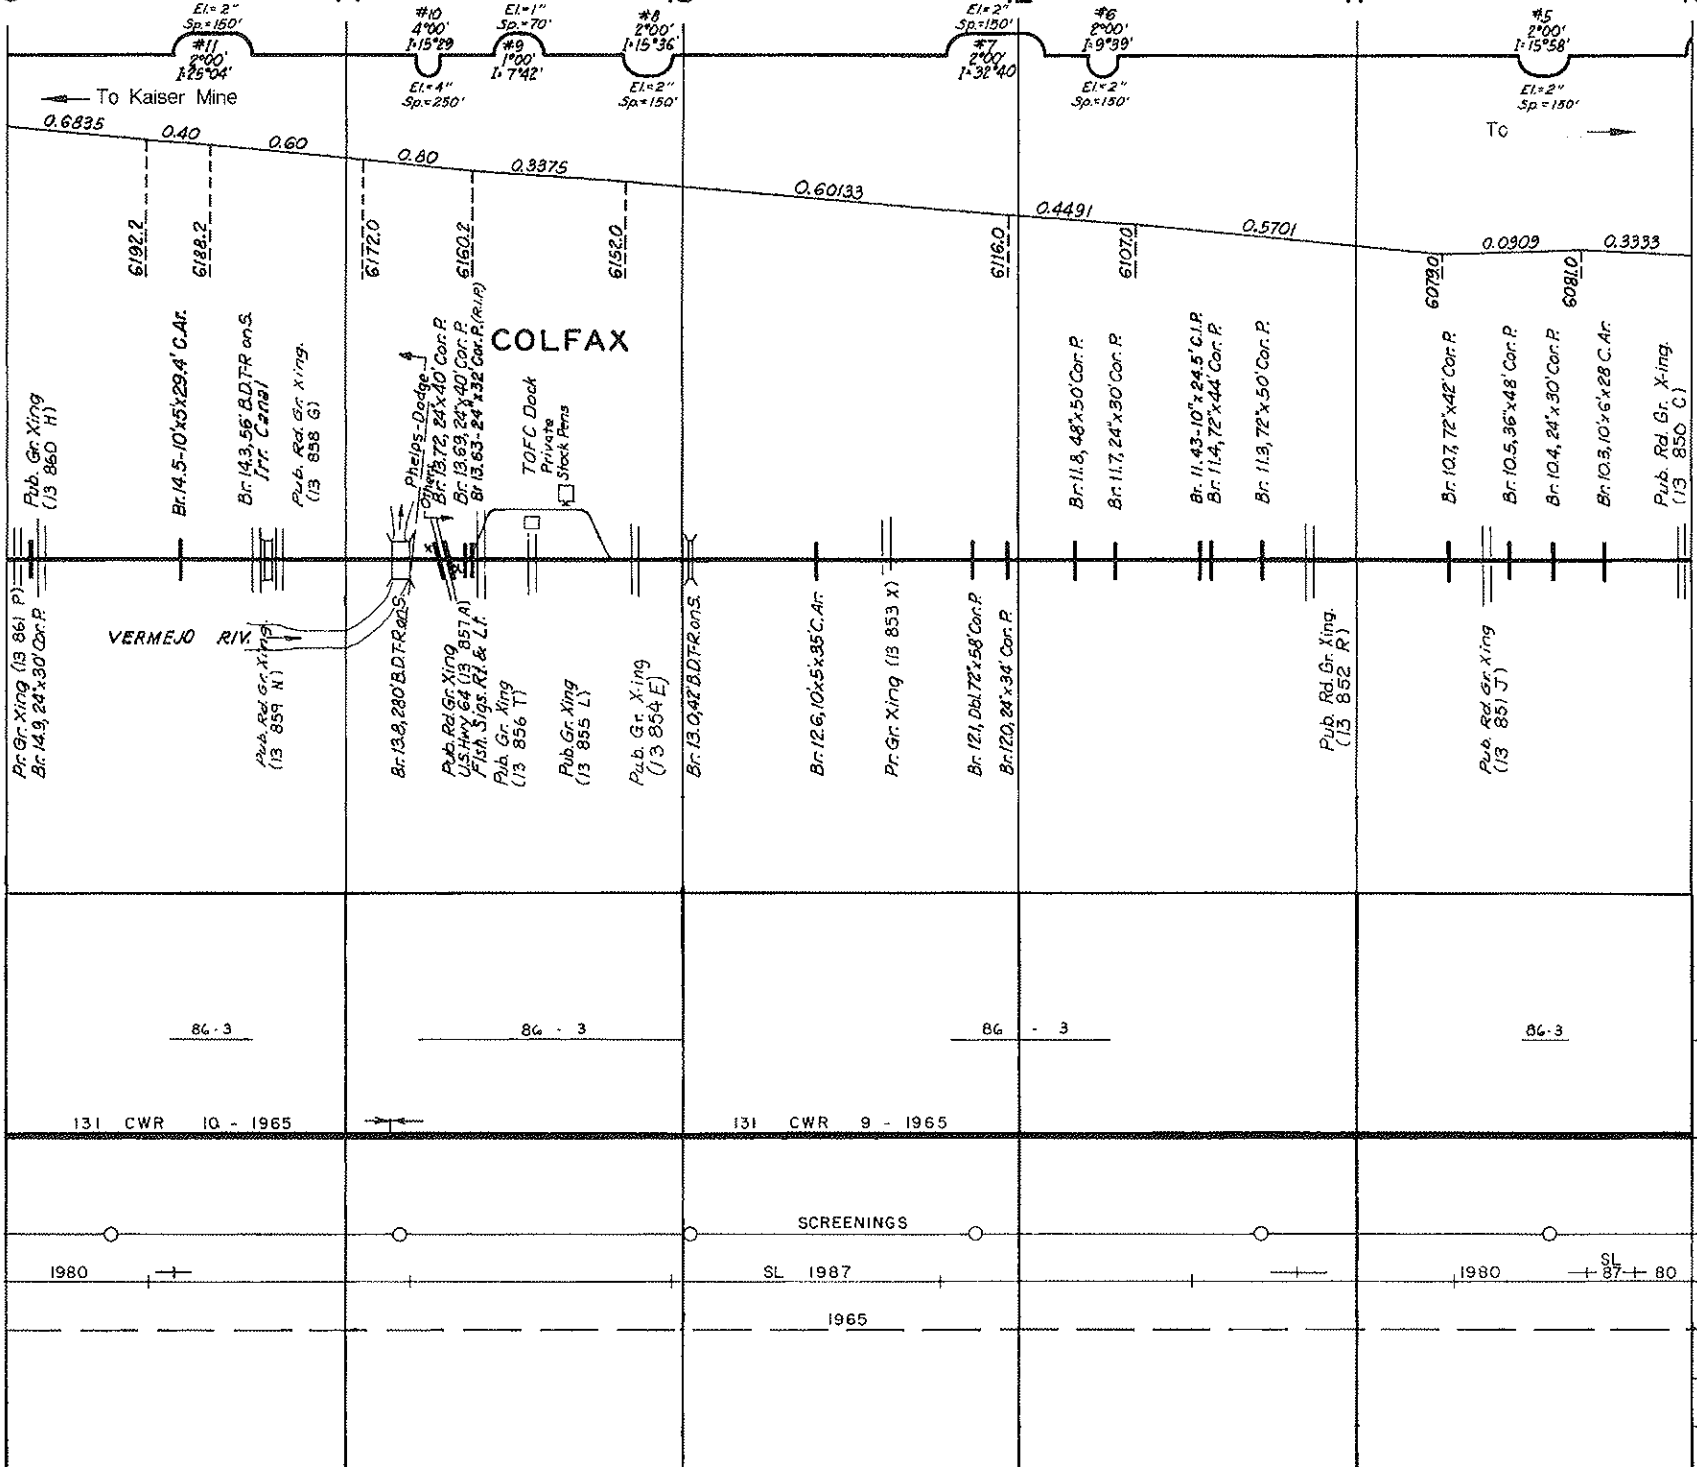 El.=2"
Sp.=150'
#11
2°00'
I=25°04'
#10
4°00'
I=15°29
El.=4"
Sp.=250'
El.=1"
Sp.=70'
#9
1°00'
I=7°42'
#8
2°00'
I=15°36'
El.=2"
Sp.=150'
El.=2"
Sp.=150'
#7
2°00'
I=32°40
#6
2°00'
I=9°39'
El.=2"
Sp.=150'
#5
2°00'
I=15°58'
El.=2"
Sp.=150'
To Kaiser Mine
To
0.6835
0.40
0.60
0.80
0.3375
0.60133
0.4491
0.5701
0.0909
0.3333
6192.2
6188.2
6172.0
6160.2
6152.0
6116.0
6107.0
6079.0
6081.0
COLFAX
Pub. Gr. Xing
(13 860 H)
Br. 14.5-10'x5'x29.4' C.Ar.
Br. 14.3, 56' B.D.T-R on S.
Irr. Canal
Pub. Rd. Gr. Xing.
(13 858 G)
Phelps-Dodge
Others
Br. 13.72, 24"x40' Cor. P.
Br. 13.69, 24"x40' Cor. P.
Br 13.63-24"x32' Cor. P. (R.I.P.)
TOFC Dock
Private
Stock Pens
Br. 11.8, 48"x50' Cor. P.
Br. 11.7, 24"x30' Cor. P.
Br. 11.43-10"x24.5' C.I.P.
Br. 11.4, 72"x44' Cor. P.
Br. 11.3, 72"x50' Cor. P.
Br. 10.7, 72"x42' Cor. P.
Br. 10.5, 36"x48' Cor. P.
Br. 10.4, 24"x30' Cor. P.
Br. 10.3, 10'x6'x28 C. Ar.
Pub. Rd. Gr. X-ing.
(13 850 C)
Pr. Gr. Xing (13 861 P)
Br. 14.9, 24"x30' Cor. P.
VERMEJO RIV.
Pub. Rd. Gr. Xing.
(13 859 N)
Br. 13.8, 280' B.D.T-R on S.
Pub. Rd. Gr. Xing
U.S. Hwy 64 (13 857 A)
Flsh. Sigs. Rt. & Lt.
Pub. Gr. Xing
(13 856 T)
Pub. Gr. Xing
(13 855 L)
Pub. Gr. X-ing
(13 854 E)
Br. 13.0, 42' B.D.T-R on S.
Br. 12.6, 10'x5'x35' C. Ar.
Pr. Gr. Xing (13 853 X)
Br. 12.1, Dbl. 72"x58' Cor. P.
Br. 12.0, 24"x34' Cor. P.
Pub. Rd. Gr. Xing.
(13 852 R)
Pub. Rd. Gr. Xing
(13 851 J)
86-3
86 - 3
86 - 3
86-3
131 CWR 10 - 1965
131 CWR 9 - 1965
SCREENINGS
1980
SL 1987
1980
SL
87
80
1965